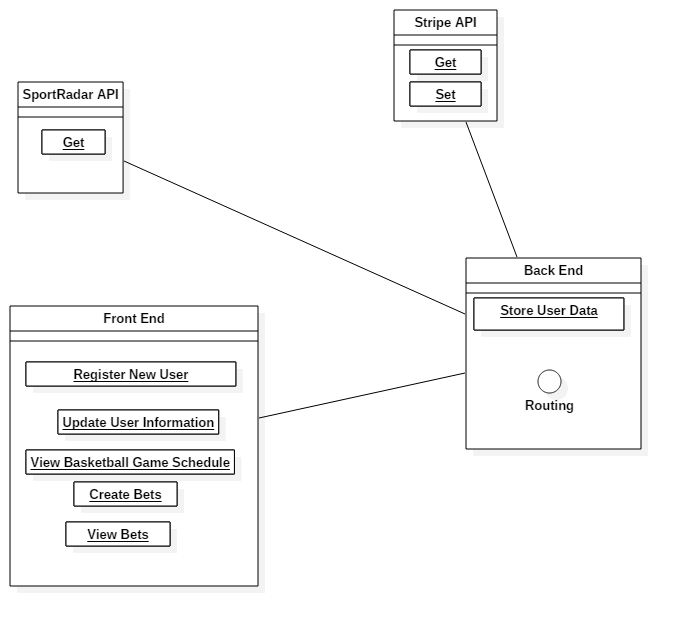 Stripe API
Get
Set
SportRadar API
Get
Back End
Store User Data
Routing
Front End
Register New User
Update User Information
View Basketball Game Schedule
Create Bets
View Bets